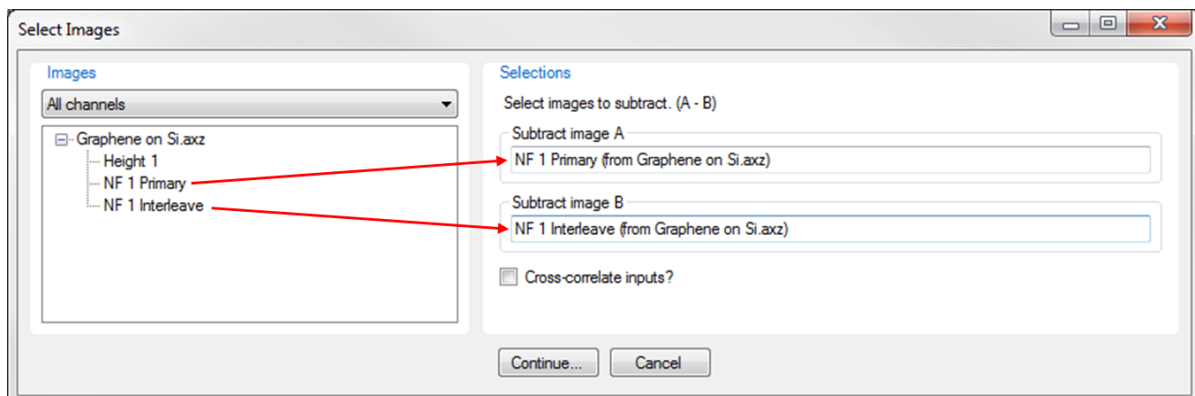 Select Images
Images
All channels
Graphene on Si.axz
Height 1
NF 1 Primary
NF 1 Interleave
Selections
Select images to subtract. (A - B)
Subtract image A
NF 1 Primary (from Graphene on Si.axz)
Subtract image B
NF 1 Interleave (from Graphene on Si.axz)
Cross-correlate inputs?
Continue...
Cancel